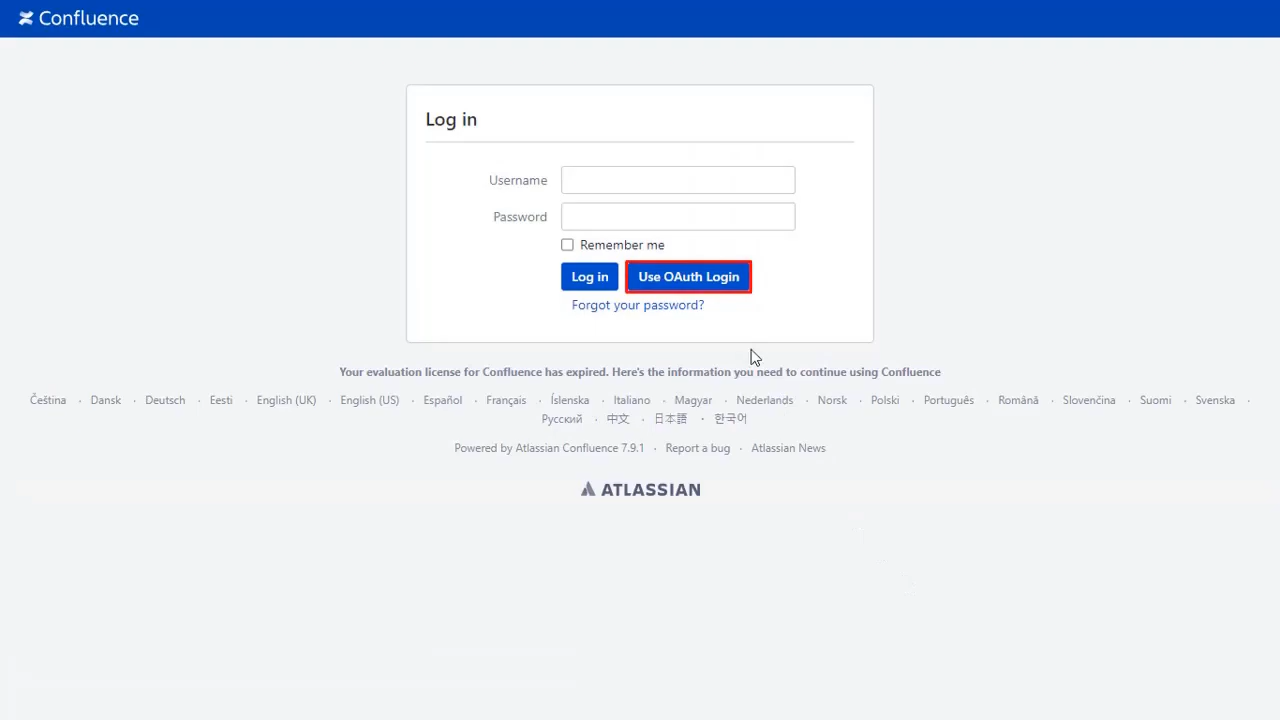 Confluence
Log in
Username
Password
Remember me
Log in Use OAuth Login
Forgot your password?
Your evaluation license for Confluence has expired. Here's the information you need to continue using Confluence
Čeština · Dansk · Deutsch · Eesti · English (UK) · English (US) · Español · Français · Íslenska · Italiano · Magyar · Nederlands · Norsk · Polski · Português · Română · Slovenčina · Suomi · Svenska ·
Русский · 中文 · 日本語 · 한국어
Powered by Atlassian Confluence 7.9.1 · Report a bug · Atlassian News
ATLASSIAN